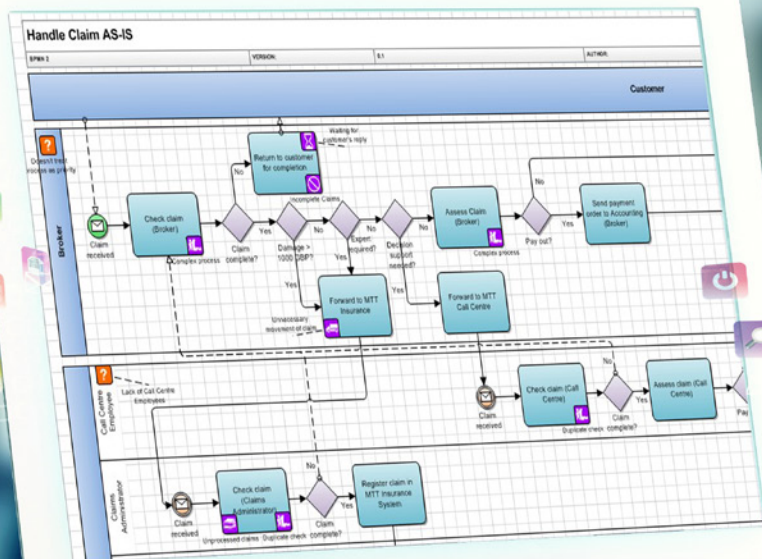 Handle Claim AS-IS
BPMN 2
VERSION:
0.1
AUTHOR:
Customer
Broker
Doesn't treat
process as priority
Claim
received
Check claim
(Broker)
Complex process
Return to customer
for completion
Waiting for
customer's reply
Incomplete Claims
No
Claim
complete?
Yes
Damage >
1000 GBP?
No
Yes
Expert
required?
No
Yes
Decision
support
needed?
No
Yes
Assess Claim
(Broker)
Complex process
Pay out?
No
Yes
Send payment
order to Accounting
(Broker)
Forward to MTT
Insurance
Unnecessary
movement of claim
Forward to MTT
Call Centre
Call Centre
Employee
Lack of Call Centre
Employees
Claim
received
Check claim (Call
Centre)
Duplicate check
No
Claim
complete?
Yes
Assess claim (Call
Centre)
Pay
Claims
Administrator
Claim
received
Check claim
(Claims
Administrator)
Unprocessed claims
Duplicate check
No
Claim
complete?
Yes
Register claim in
MTT Insurance
System